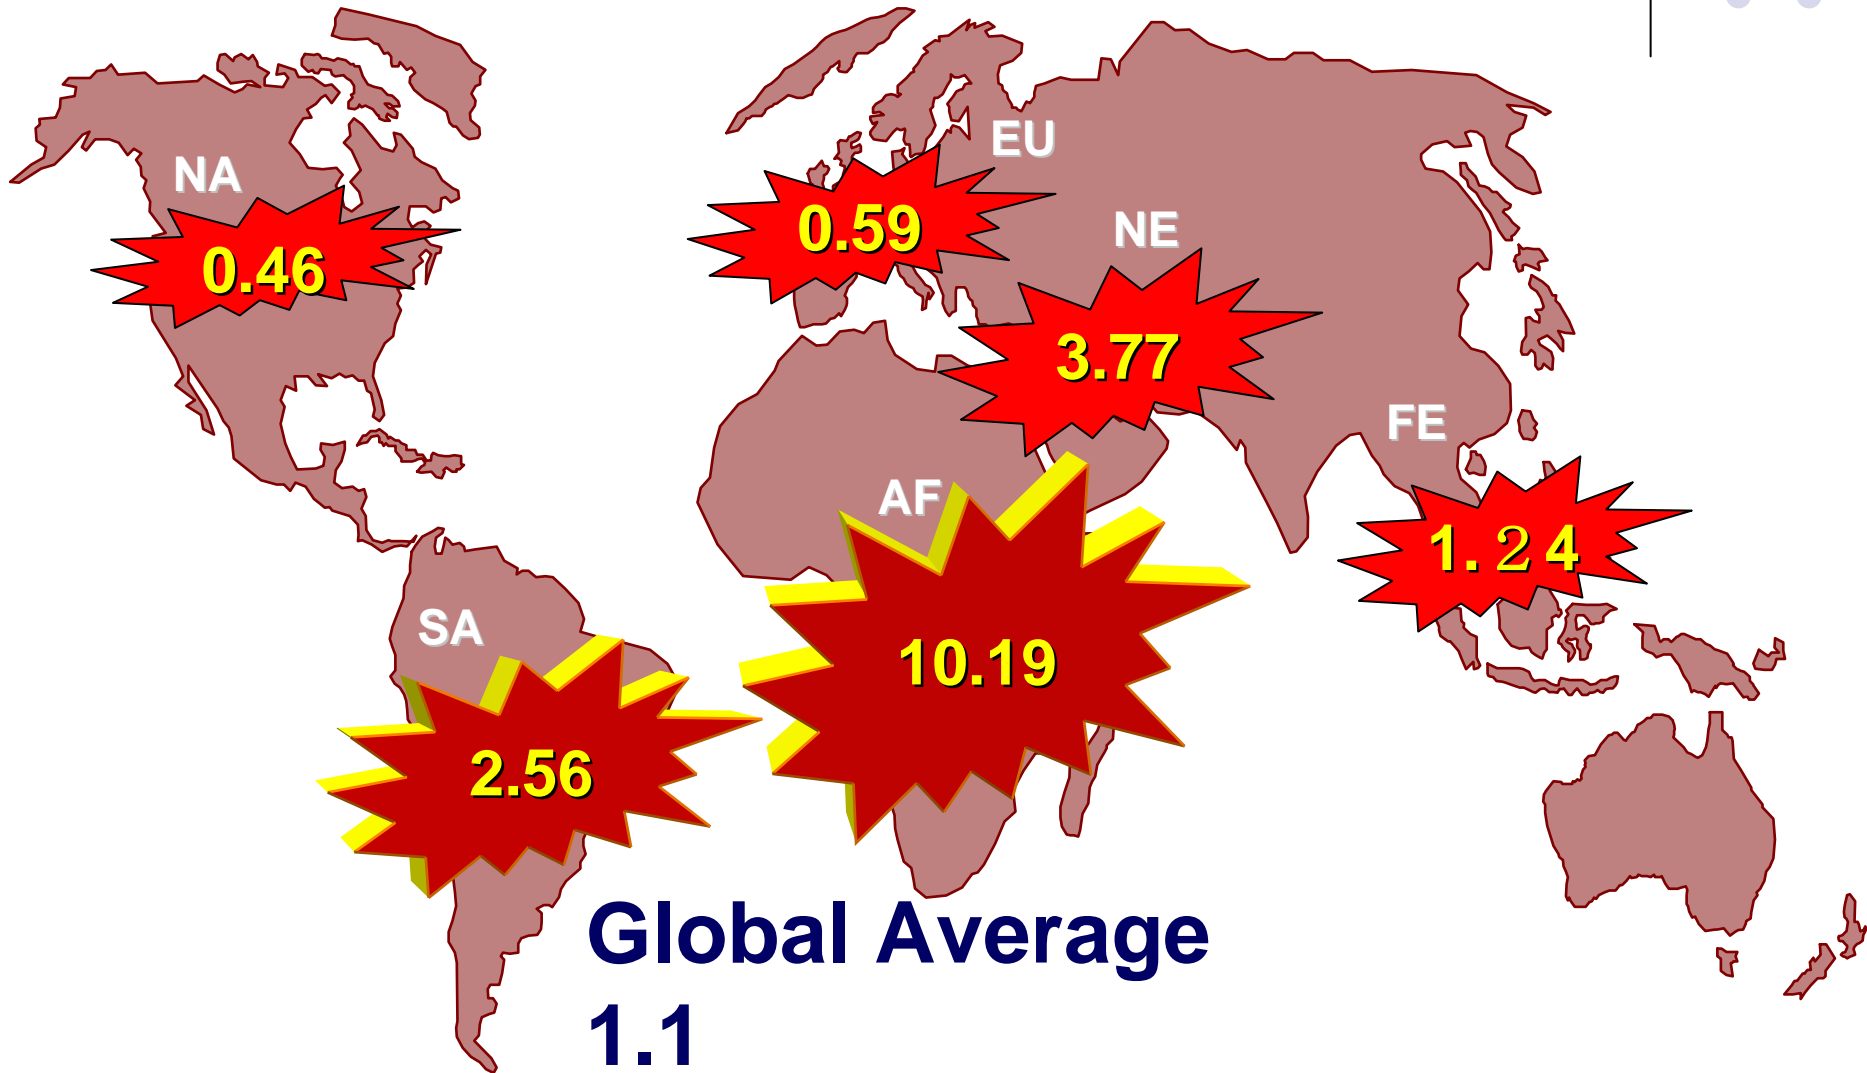 EU
NA
0.59
NE
0.46
3.77
FE
AF
1. 2 4
SA
10.19
2.56
Global Average
1.1